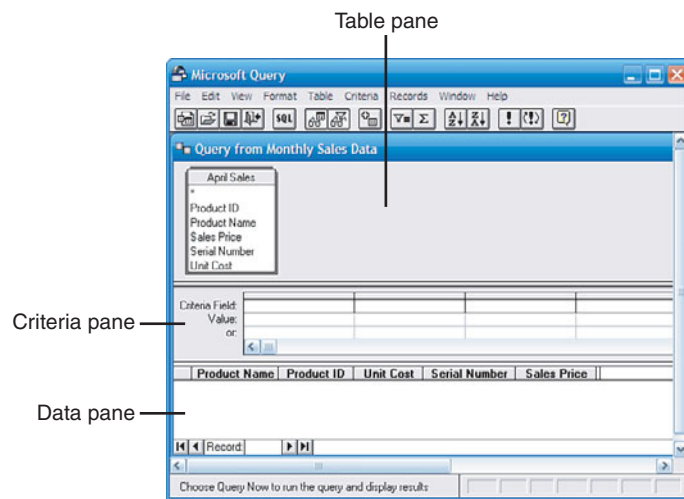 Table pane
Microsoft Query
File Edit View Format Table Criteria Records Window Help
SQL
Query from Monthly Sales Data
April Sales
*
Product ID
Product Name
Sales Price
Serial Number
Unit Cost
Criteria pane
Criteria Field:
Value:
or:
Product Name Product ID Unit Cost Serial Number Sales Price
Data pane
Record:
Choose Query Now to run the query and display results